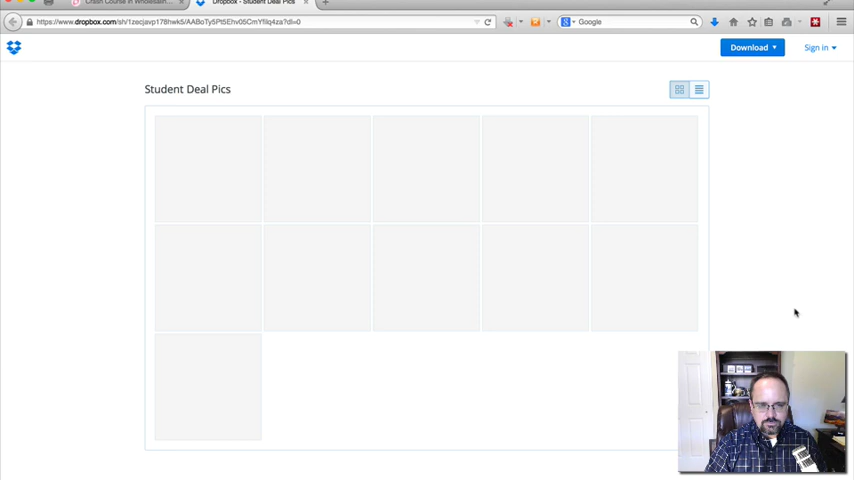 Crash Course in Wholesalin...
Dropbox - Student Deal Pics
https://www.dropbox.com/sh/1zecjavp178hwk5/AABoTy5Pt5Ehv05CmYfilq4za?dl=0
Google
Download
Sign in
Student Deal Pics